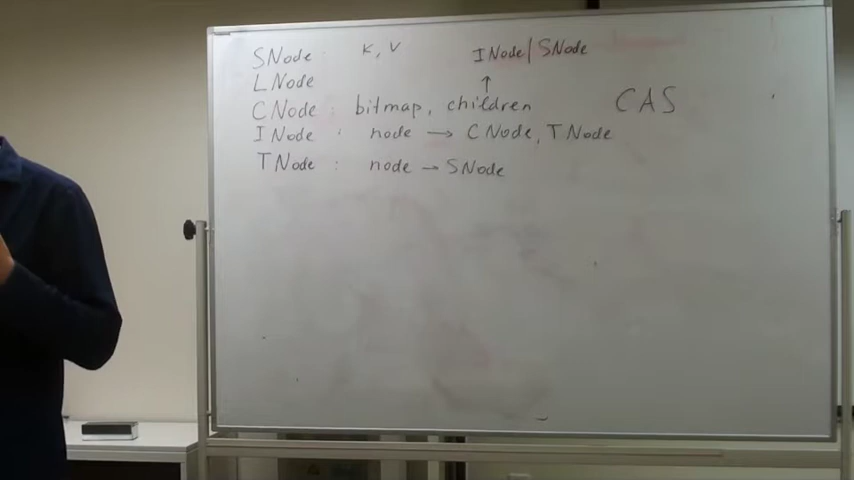 SNode K, V INode/SNode
LNode ↑
CNode : bitmap, children CAS
INode : node → CNode, TNode
TNode : node → SNode